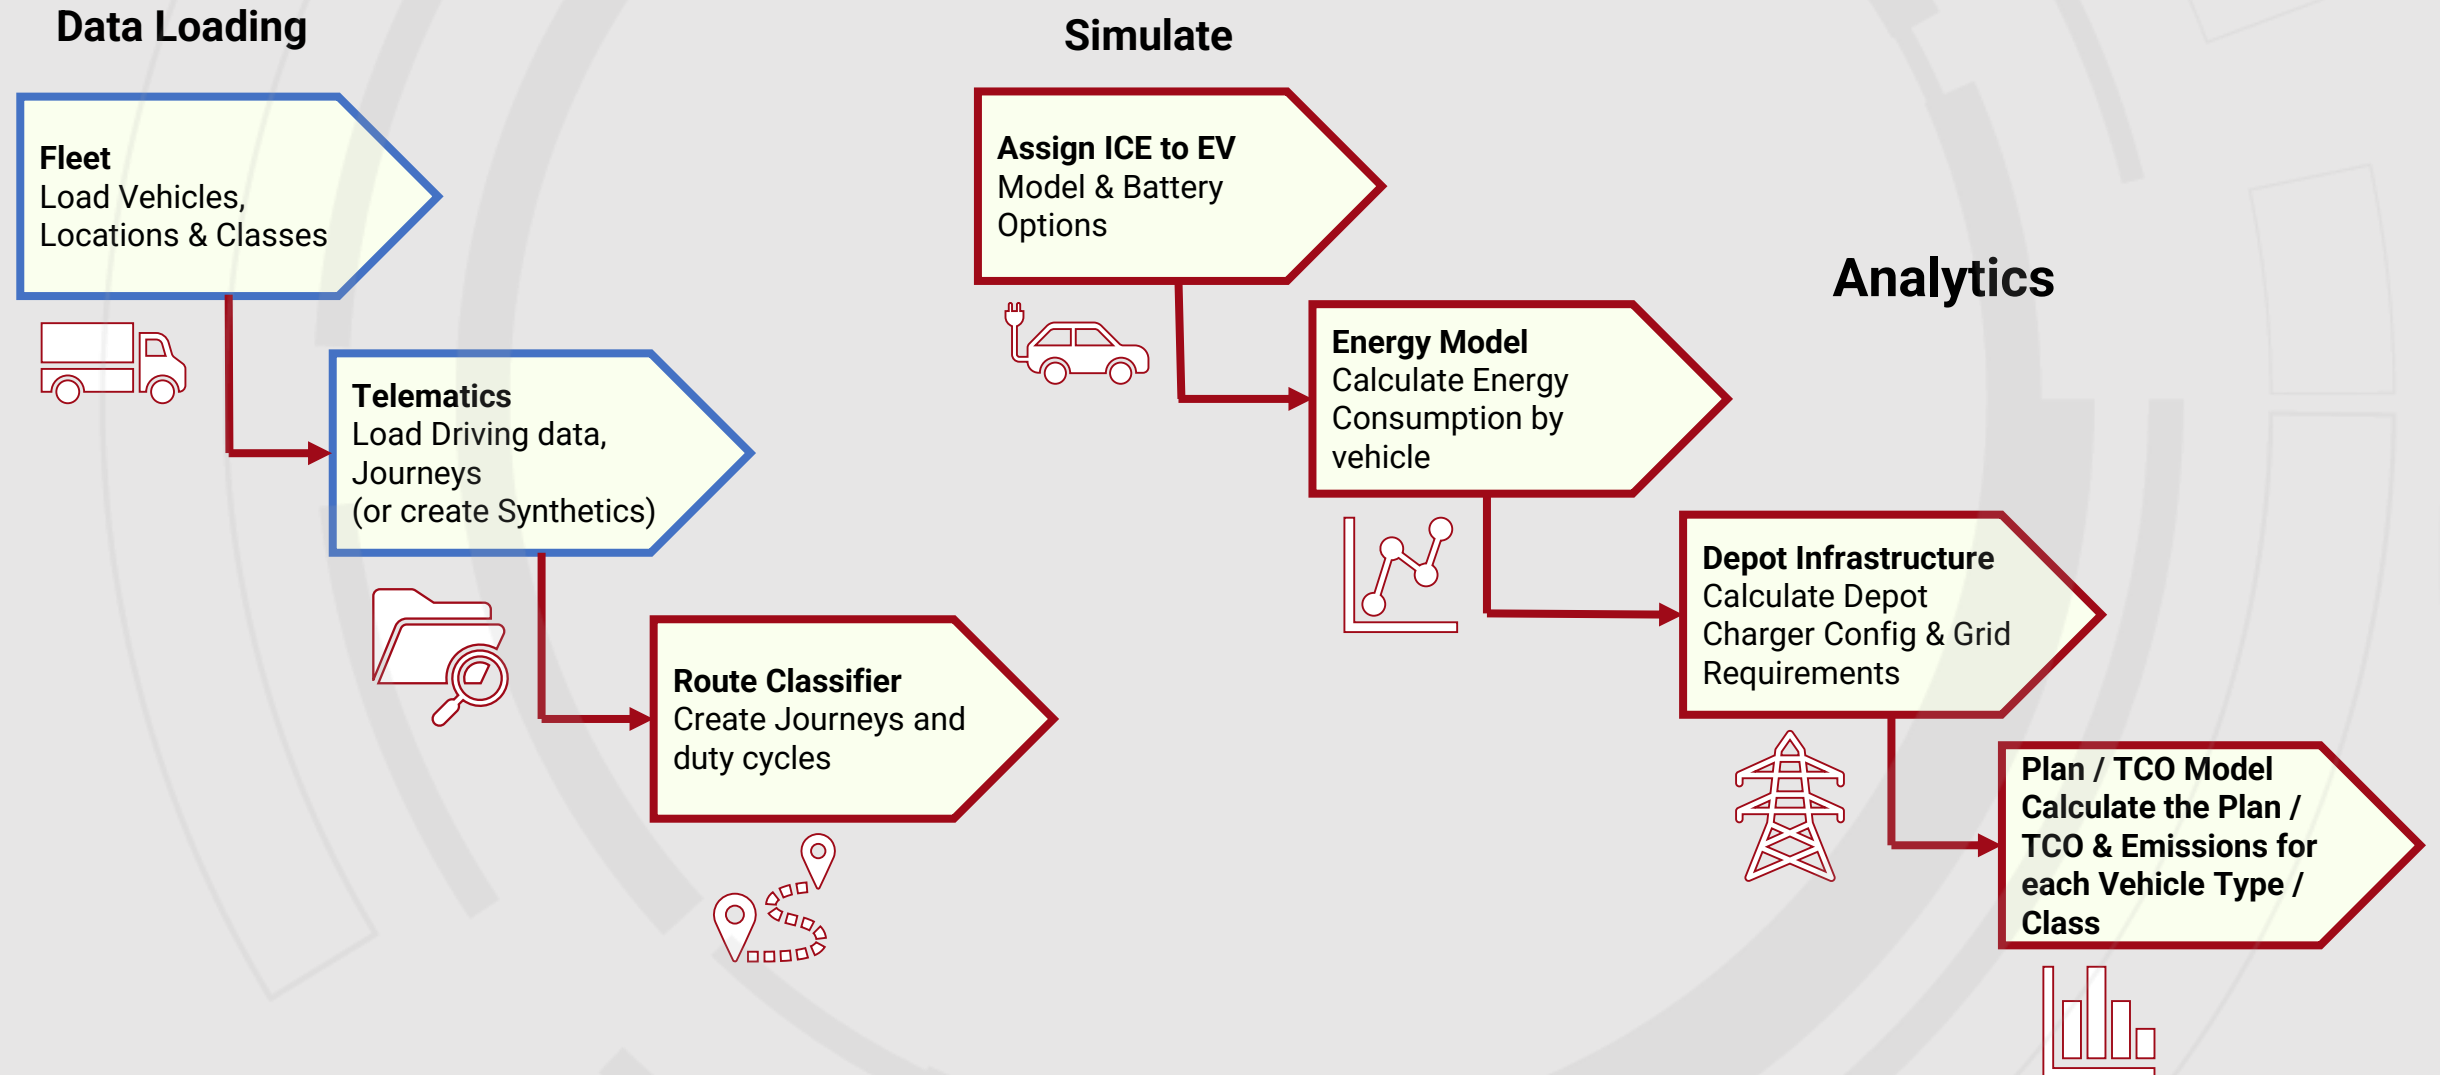 Data Loading
Fleet
Load Vehicles,
Locations & Classes
Telematics
Load Driving data,
Journeys
(or create Synthetics)
Route Classifier
Create Journeys and
duty cycles
Simulate
Assign ICE to EV
Model & Battery
Options
Energy Model
Calculate Energy
Consumption by
vehicle
Analytics
Depot Infrastructure
Calculate Depot
Charger Config & Grid
Requirements
Plan / TCO Model
Calculate the Plan /
TCO & Emissions for
each Vehicle Type /
Class